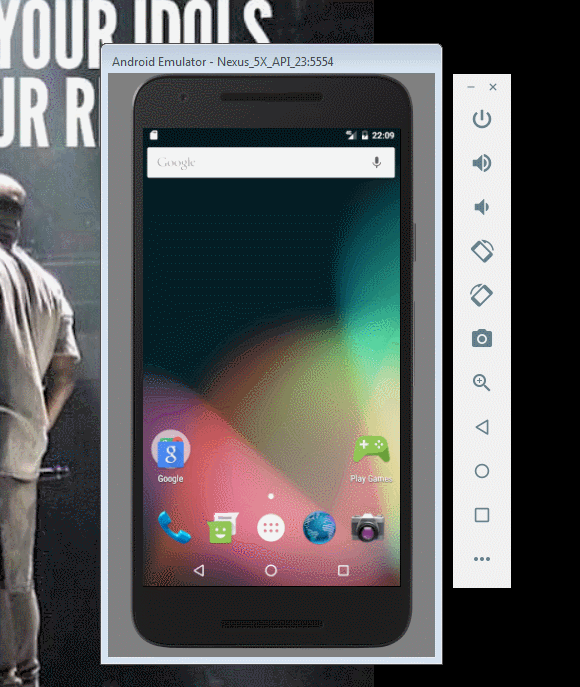 YOUR IDOLS
UR R
Android Emulator - Nexus_5X_API_23:5554
22:09
Google
Google
Play Games